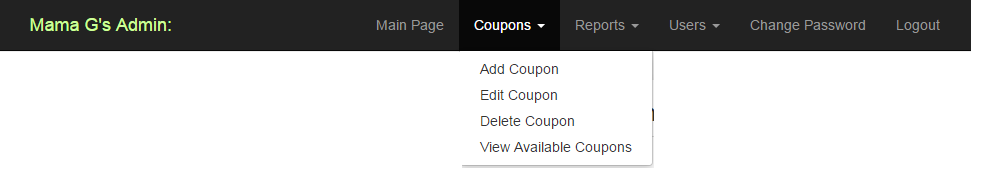 Mama G's Admin: Main Page Coupons Reports Users Change Password Logout
Add Coupon
Edit Coupon
Delete Coupon
View Available Coupons